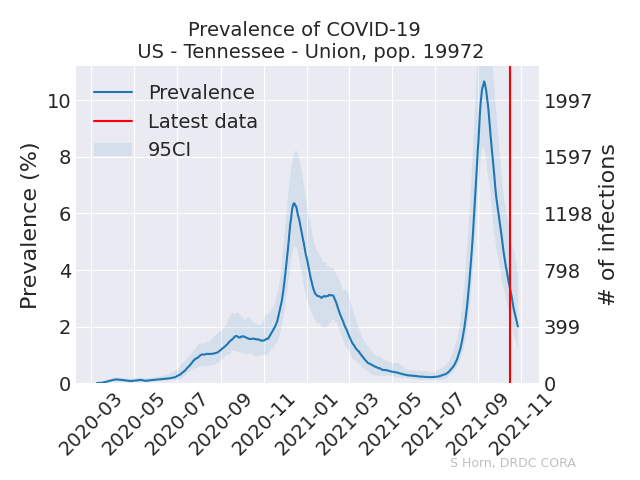 Prevalence of COVID-19
US - Tennessee - Union, pop. 19972
Prevalence (%)
10
8
6
4
2
0
Prevalence
Latest data
95CI
1997
1597
1198
798
399
0
# of infections
2020-03
2020-05
2020-07
2020-09
2020-11
2021-01
2021-03
2021-05
2021-07
2021-09
2021-11
S Horn, DRDC CORA